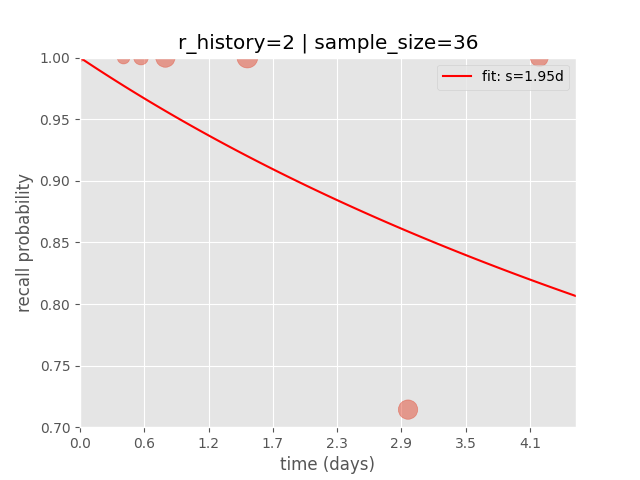 r_history=2 | sample_size=36
fit: s=1.95d
recall probability
1.00
0.95
0.90
0.85
0.80
0.75
0.70
0.0 0.6 1.2 1.7 2.3 2.9 3.5 4.1
time (days)